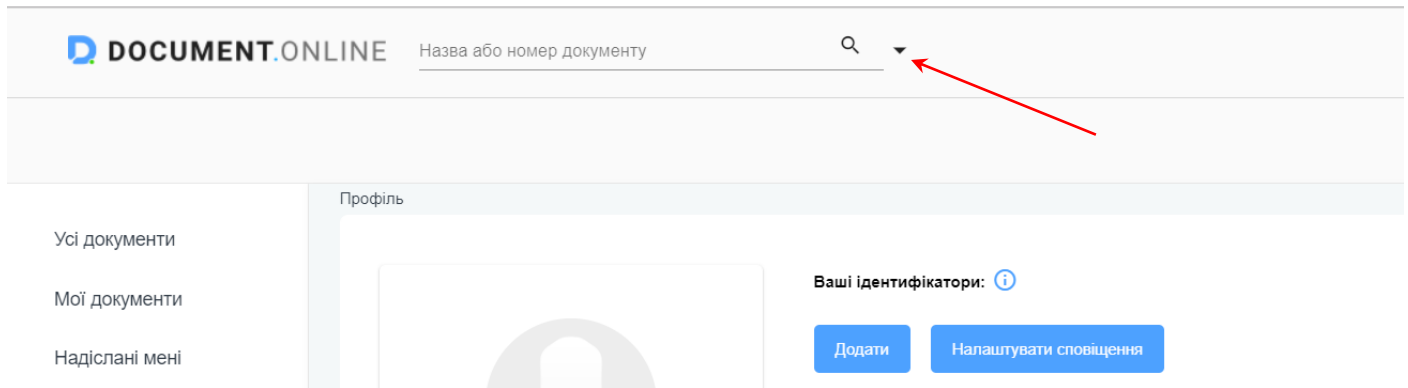 DOCUMENT.ONLINE
Назва або номер документу
Профіль
Усі документи
Мої документи
Надіслані мені
Ваші ідентифікатори:
Додати
Налаштувати сповіщення